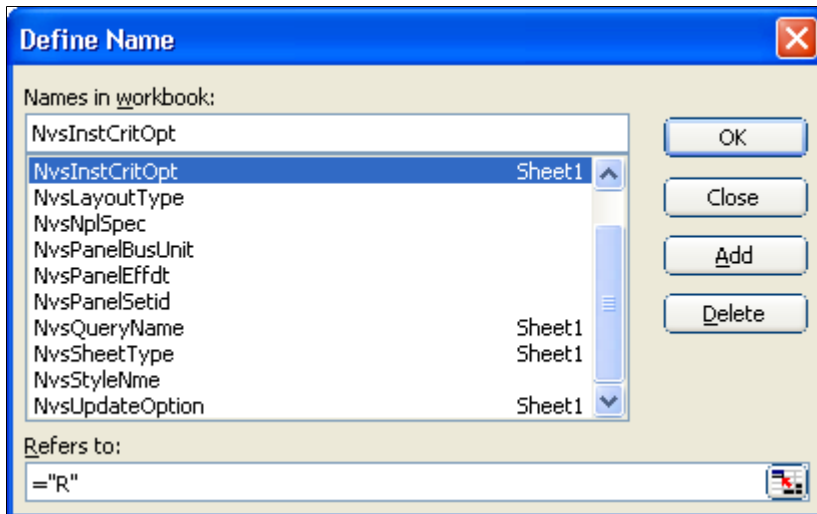 Define Name
Names in workbook:
NvsInstCritOpt
OK
NvsInstCritOpt Sheet1
NvsLayoutType
Close
NvsNplSpec
NvsPanelBusUnit
Add
NvsPanelEffdt
NvsPanelSetid
Delete
NvsQueryName Sheet1
NvsSheetType Sheet1
NvsStyleNme
NvsUpdateOption Sheet1
Refers to:
="R"